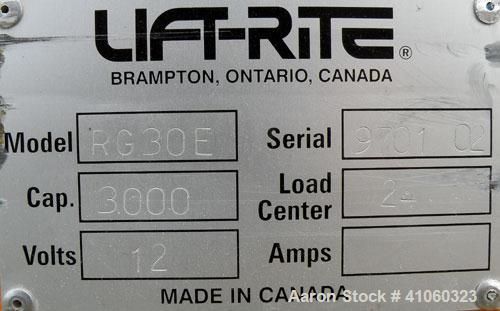 LIFT-RITE®
BRAMPTON, ONTARIO, CANADA
Model RG30E Serial 9701 02
Cap. 3000 Load Center 24
Volts 12 Amps
MADE IN CANADA
Aaron Stock # 41060323